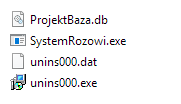 ProjektBaza.db
SystemRozowi.exe
unins000.dat
unins000.exe